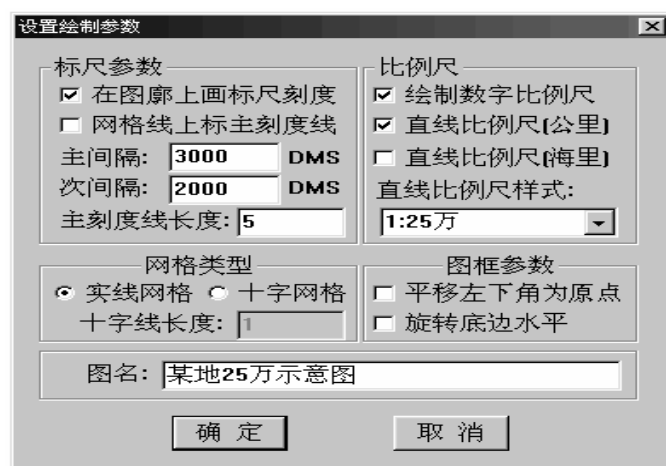 设置绘制参数
标尺参数
在图廓上画标尺刻度
网格线上标主刻度线
主间隔: 3000 DMS
次间隔: 2000 DMS
主刻度线长度: 5
比例尺
绘制数字比例尺
直线比例尺(公里)
直线比例尺(海里)
直线比例尺样式:
1:25万
网格类型
实线网格 十字网格
十字线长度: 1
图框参数
平移左下角为原点
旋转底边水平
图名: 某地25万示意图
确定 取消